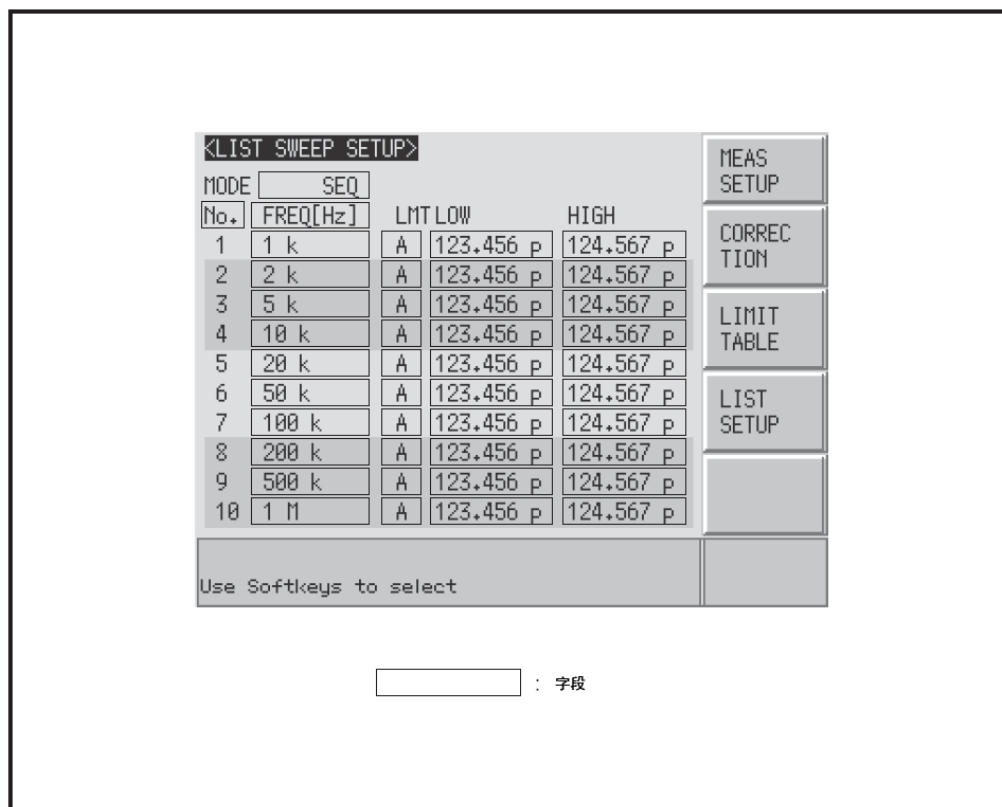 <LIST SWEEP SETUP>
MODE SEQ
No. FREQ[Hz] LMT LOW HIGH
1 1 k A 123.456 p 124.567 p
2 2 k A 123.456 p 124.567 p
3 5 k A 123.456 p 124.567 p
4 10 k A 123.456 p 124.567 p
5 20 k A 123.456 p 124.567 p
6 50 k A 123.456 p 124.567 p
7 100 k A 123.456 p 124.567 p
8 200 k A 123.456 p 124.567 p
9 500 k A 123.456 p 124.567 p
10 1 M A 123.456 p 124.567 p
MEAS
SETUP
CORREC
TION
LIMIT
TABLE
LIST
SETUP
Use Softkeys to select
: 字段